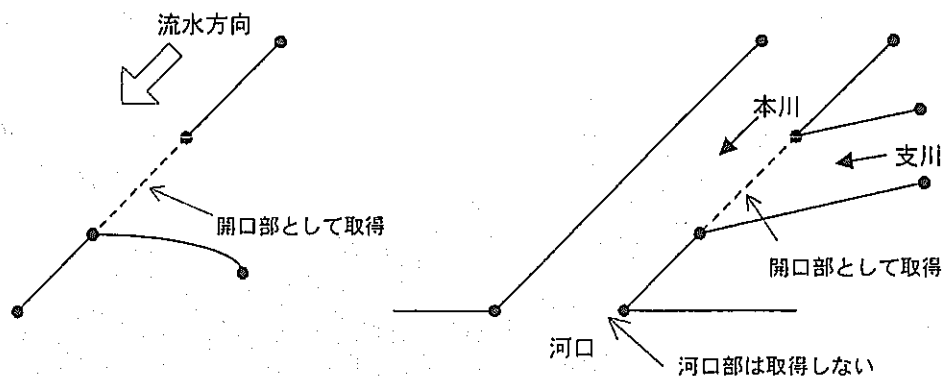 流水方向
開口部として取得
本川
支川
開口部として取得
河口
河口部は取得しない